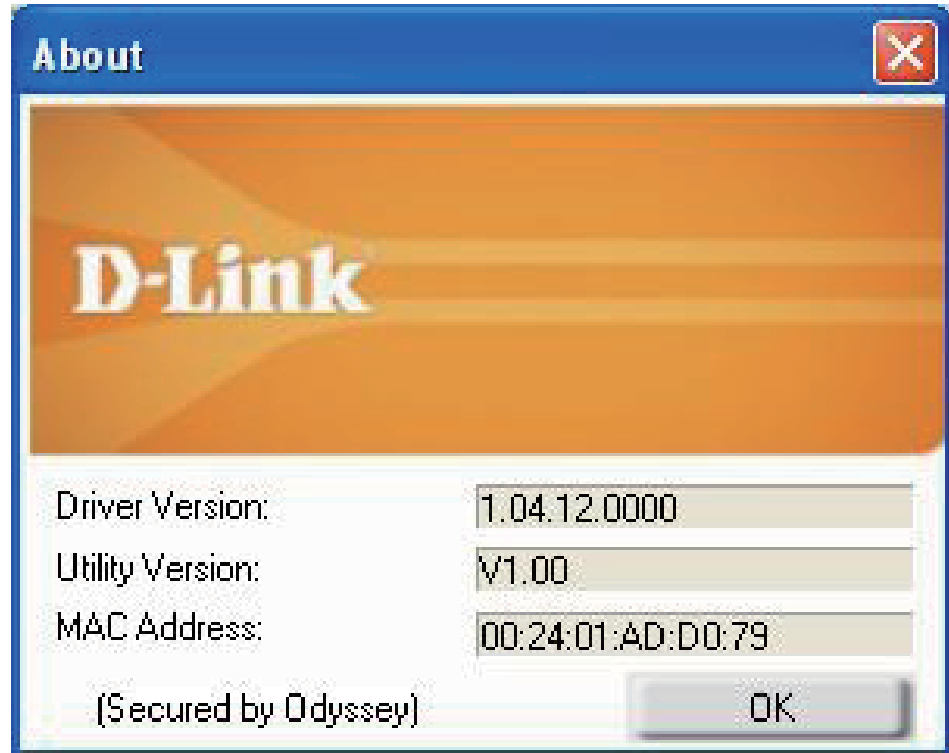 About
D-Link
Driver Version: 1.04.12.0000
Utility Version: V1.00
MAC Address: 00:24:01:AD:D0:79
(Secured by Odyssey) OK